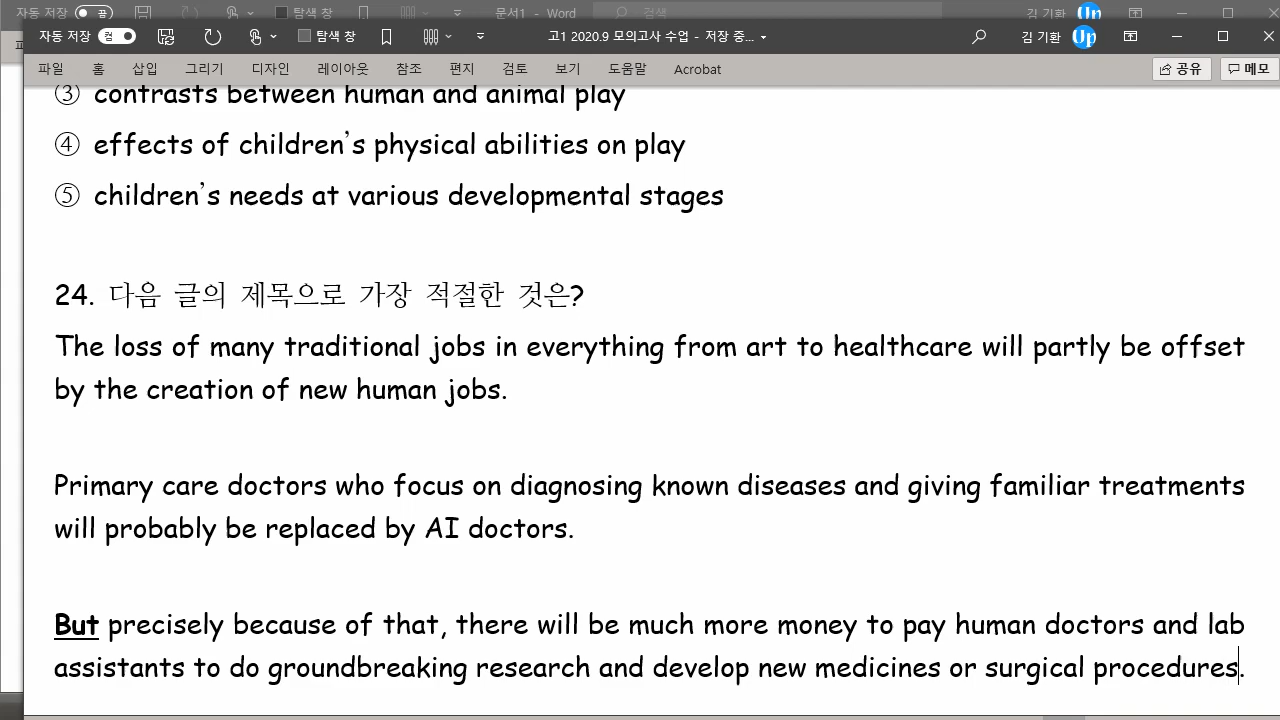 자동 저장 끔 탐색 창 문서1 - Word 검색 김 기환 Up
자동 저장 컴 탐색 창 고1 2020.9 모의고사 수업 - 저장 중... 김 기환 Up
파일 홈 삽입 그리기 디자인 레이아웃 참조 편지 검토 보기 도움말 Acrobat 공유 메모
③ contrasts between human and animal play
④ effects of children's physical abilities on play
⑤ children's needs at various developmental stages
24. 다음 글의 제목으로 가장 적절한 것은?
The loss of many traditional jobs in everything from art to healthcare will partly be offset
by the creation of new human jobs.
Primary care doctors who focus on diagnosing known diseases and giving familiar treatments
will probably be replaced by AI doctors.
But precisely because of that, there will be much more money to pay human doctors and lab
assistants to do groundbreaking research and develop new medicines or surgical procedures.